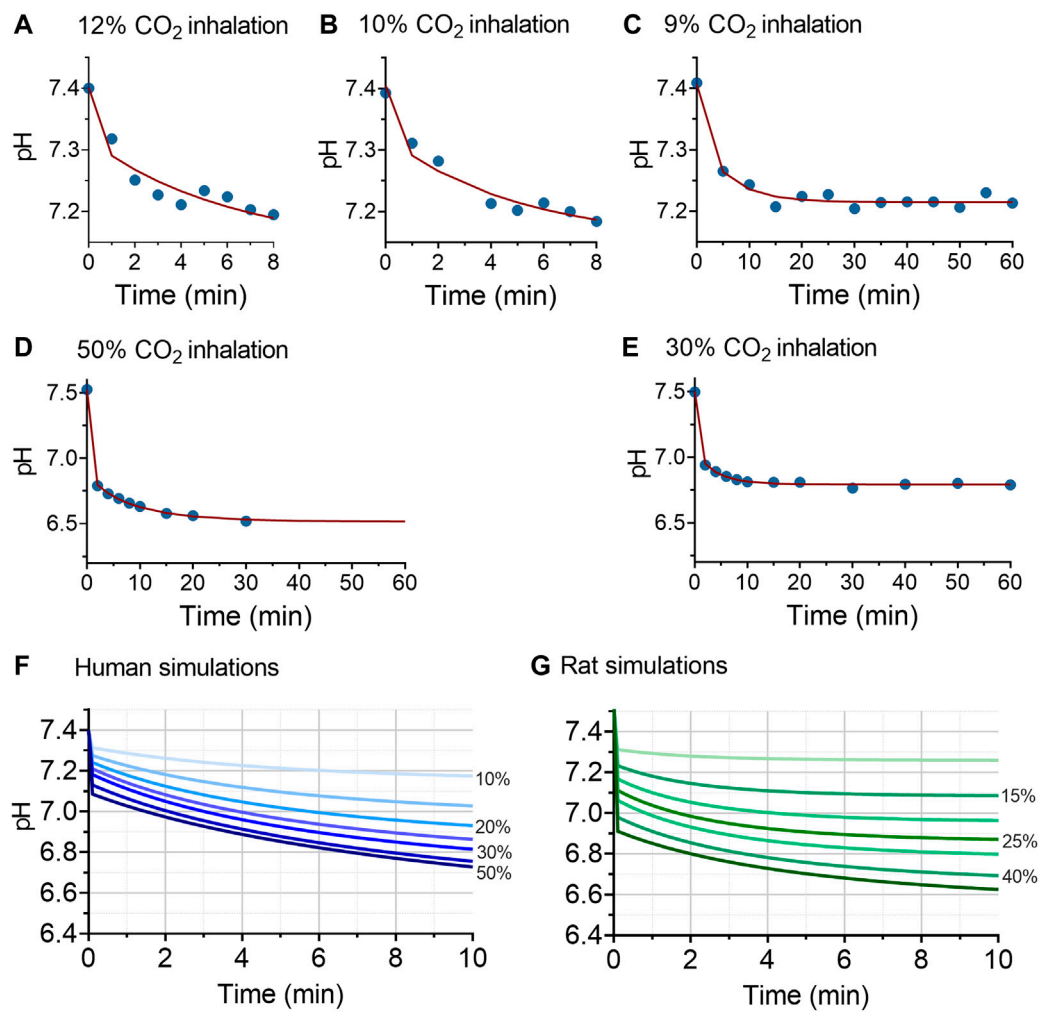 A 12% CO2 inhalation
B 10% CO2 inhalation
C 9% CO2 inhalation
pH
7.4
7.3
7.2
0 2 4 6 8
Time (min)
pH
7.4
7.3
7.2
0 2 4 6 8
Time (min)
pH
7.4
7.3
7.2
0 10 20 30 40 50 60
Time (min)
D 50% CO2 inhalation
E 30% CO2 inhalation
pH
7.5
7.0
6.5
0 10 20 30 40 50 60
Time (min)
pH
7.5
7.0
6.5
0 10 20 30 40 50 60
Time (min)
F Human simulations
G Rat simulations
pH
7.4
7.2
7.0
6.8
6.6
6.4
10%
20%
30%
50%
0 2 4 6 8 10
Time (min)
pH
7.4
7.2
7.0
6.8
6.6
6.4
15%
25%
40%
0 2 4 6 8 10
Time (min)